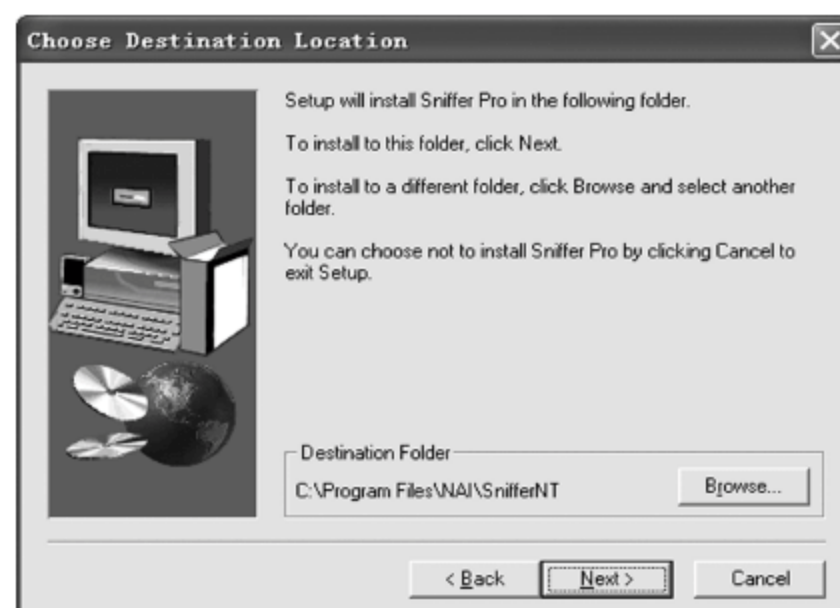 Choose Destination Location
Setup will install Sniffer Pro in the following folder.
To install to this folder, click Next.
To install to a different folder, click Browse and select another
folder.
You can choose not to install Sniffer Pro by clicking Cancel to
exit Setup.
Destination Folder
C:\Program Files\NAI\SnifferNT
Browse...
< Back
Next >
Cancel